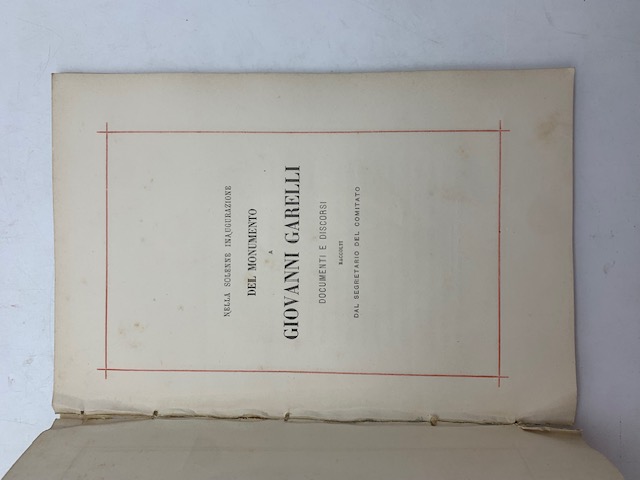 NELLA SOLENNE INAUGURAZIONE
DEL MONUMENTO
A
GIOVANNI GARELLI
DOCUMENTI E DISCORSI
RACCOLTI
DAL SEGRETARIO DEL COMITATO